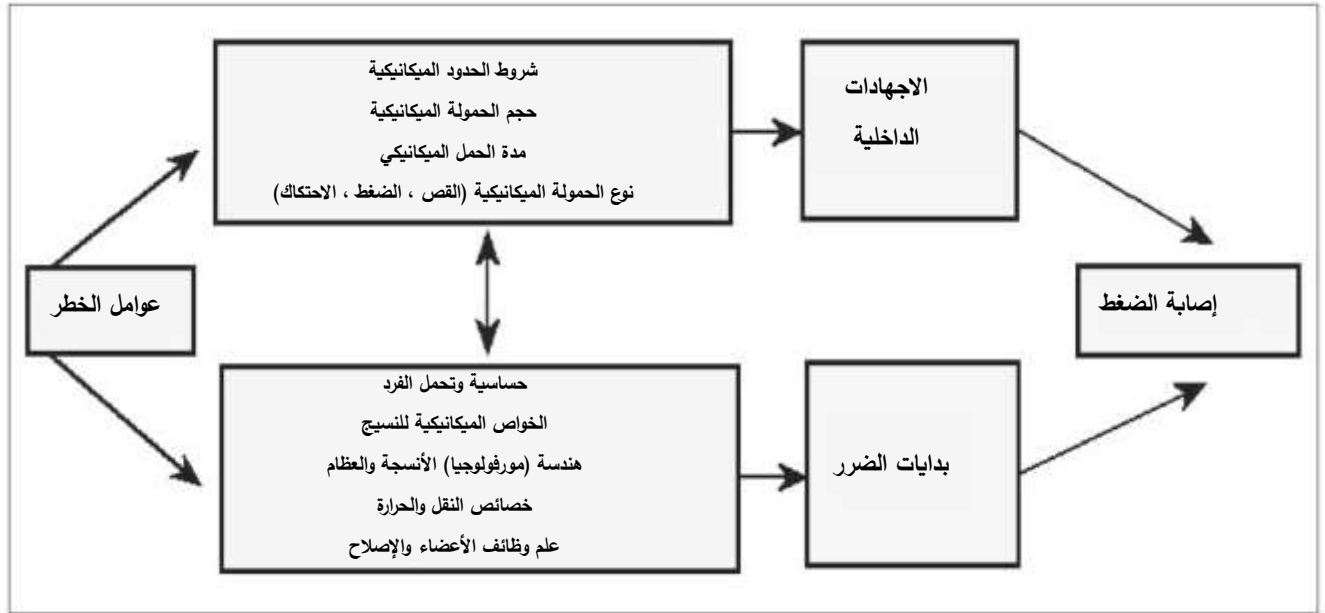 شروط الحدود الميكانيكية
حجم الحمولة الميكانيكية
مدة الحمل الميكانيكي
نوع الحمولة الميكانيكية (القص ، الضغط ، الاحتكاك)
الاجهادات
الداخلية
عوامل الخطر
إصابة الضغط
حساسية وتحمل الفرد
الخواص الميكانيكية للنسيج
هندسة (مورفولوجيا) الأنسجة والعظام
خصائص النقل والحرارة
علم وظائف الأعضاء والإصلاح
بدايات الضرر